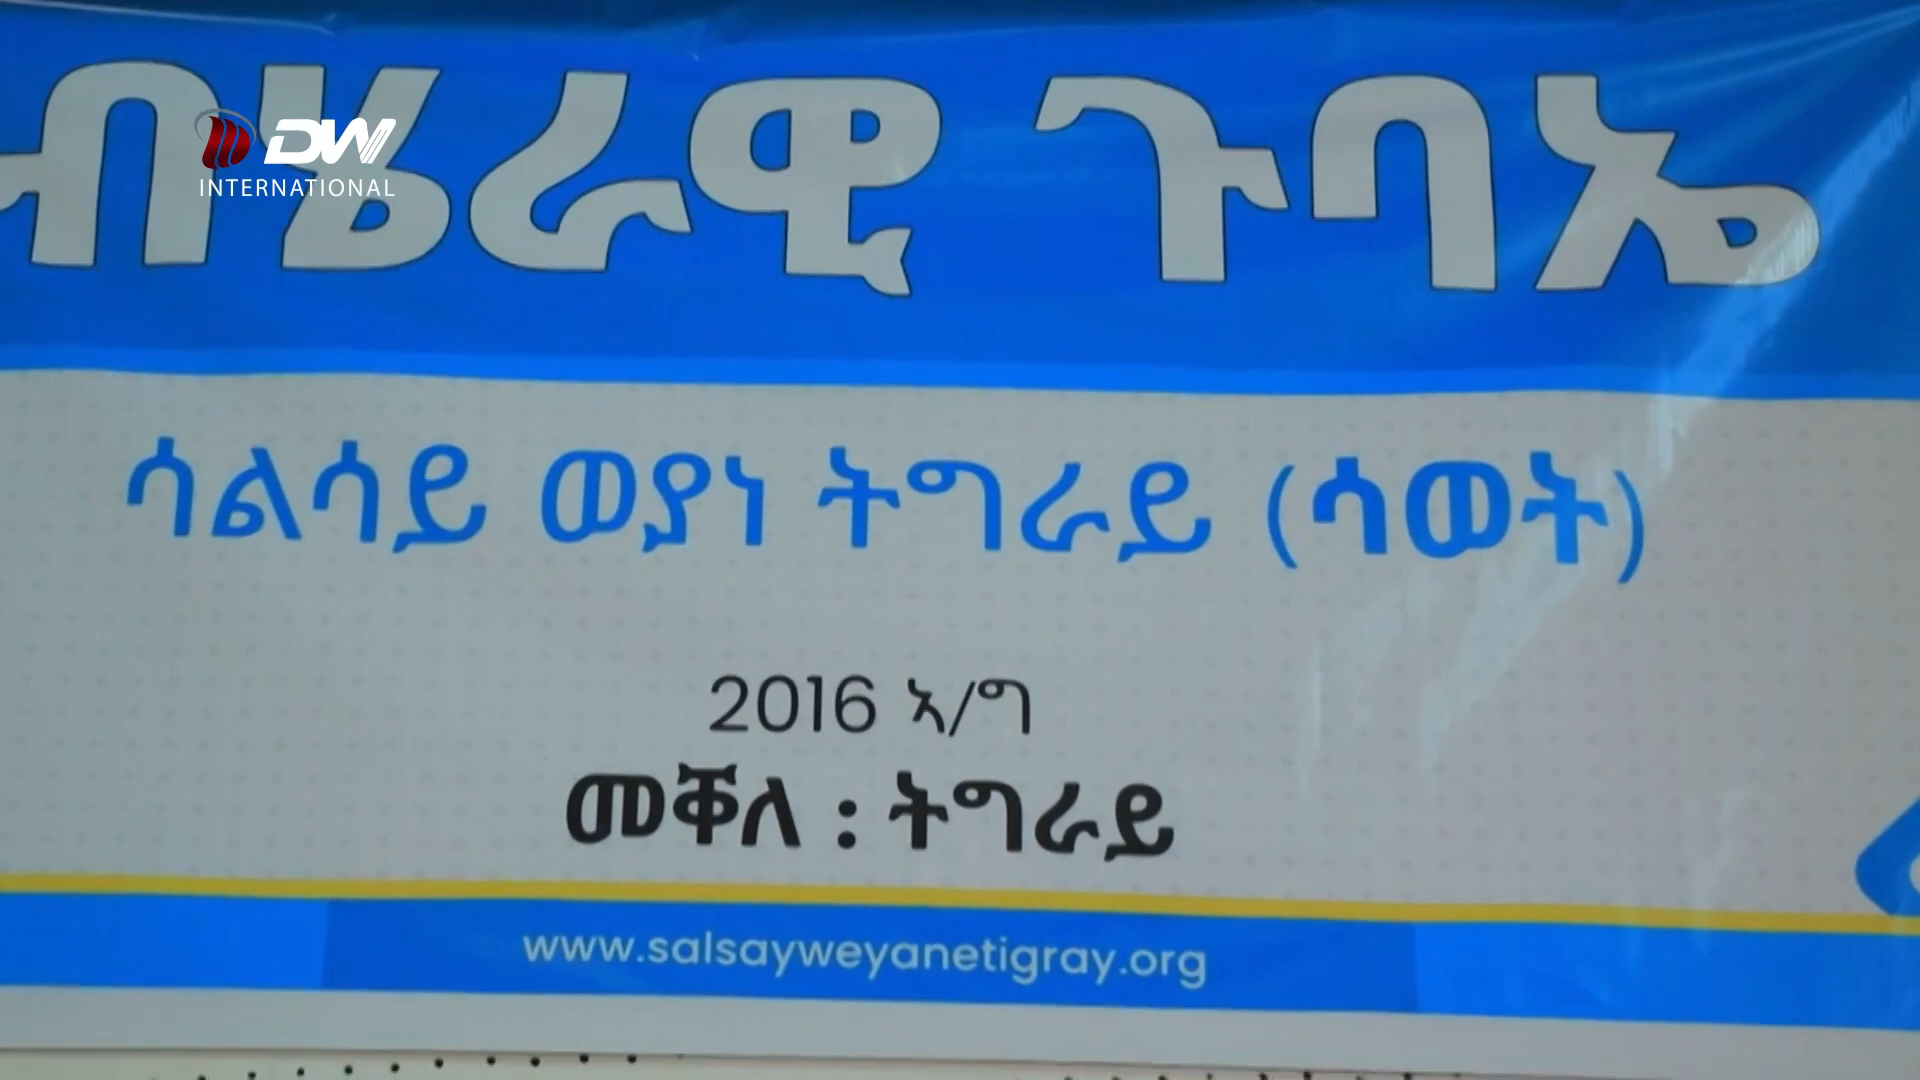 ብሄራዊ ጉባኤ
DW
INTERNATIONAL
ሳልሳይ ወያነ ትግራይ (ሳወት)
2016 ኣ/ግ
መቐለ : ትግራይ
www.salsayweyanetigray.org